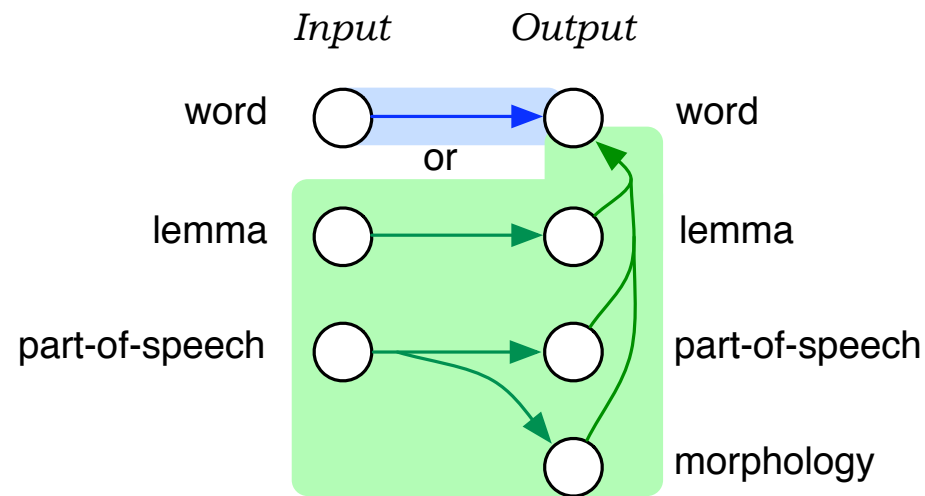 Input Output
word word
or
lemma lemma
part-of-speech part-of-speech
morphology